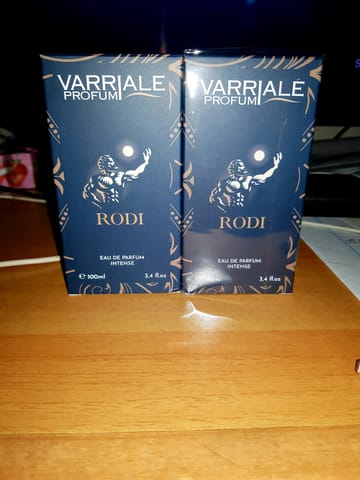 VARRIALE
PROFUMI
RODI
EAU DE PARFUM
INTENSE
℮ 100ml 3,4 fl.oz
VARRIALE
PROFUMI
RODI
EAU DE PARFUM
INTENSE
3,4 fl.oz